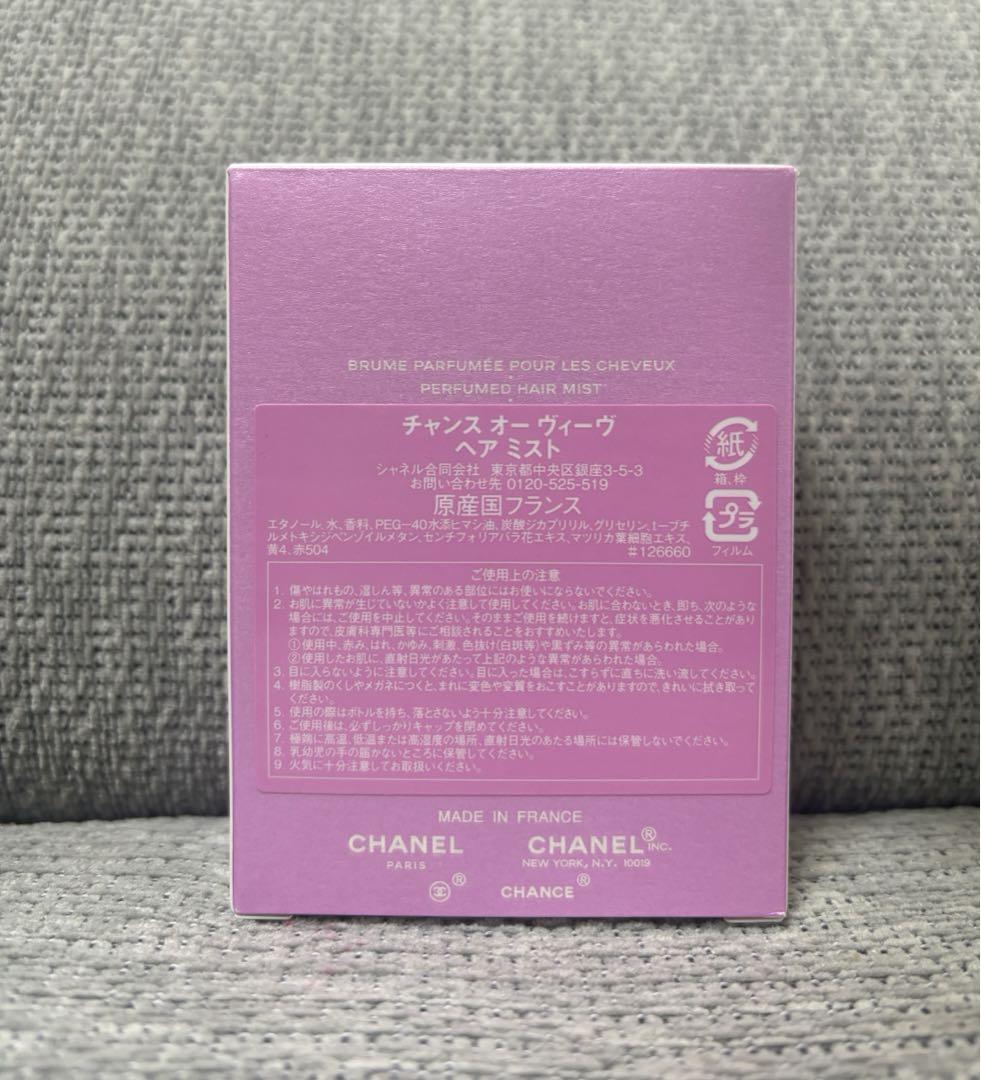 BRUME PARFUMÉE POUR LES CHEVEUX
PERFUMED HAIR MIST
チャンス オー ヴィーヴ
ヘア ミスト
シャネル合同会社 東京都中央区銀座3-5-3
お問い合わせ先 0120-525-519
原産国フランス
紙
箱、枠
プラ
フィルム
エタノール、水、香料、PEG-40水添ヒマシ油、炭酸ジカプリリル、グリセリン、t-ブチ
ルメトキシジベンゾイルメタン、センチフォリアバラ花エキス、マツリカ葉細胞エキス、
黄4、赤504 #126660
ご使用上の注意
1. 傷やはれもの、湿しん等、異常のある部位にはお使いにならないでください。
2. お肌に異常が生じていないかよく注意して使用してください。お肌に合わないとき、即ち、次のような
場合には、ご使用を中止してください。そのままご使用を続けますと、症状を悪化させることがあり
ますので、皮膚科専門医等にご相談されることをおすすめいたします。
①使用中、赤み、はれ、かゆみ、刺激、色抜け(白斑等)や黒ずみ等の異常があらわれた場合。
②使用したお肌に、直射日光があたって上記のような異常があらわれた場合。
3. 目に入らないように注意してください。目に入った場合は、こすらずに直ちに洗い流してください。
4. 樹脂製のくしやメガネにつくと、まれに変色や変質をおこすことがありますので、きれいに拭き取って
ください。
5. 使用の際はボトルを持ち、落とさないよう十分注意してください。
6. ご使用後は、必ずしっかりキャップを閉めてください。
7. 極端に高温、低温または高湿度の場所、直射日光のあたる場所には保管しないでください。
8. 乳幼児の手の届かないところに保管してください。
9. 火気に十分注意してお取扱いください。
MADE IN FRANCE
CHANEL CHANEL® INC.
PARIS NEW YORK, N.Y. 10019
® CHANCE®